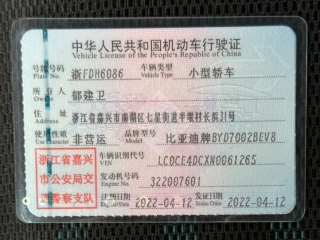 中华人民共和国机动车行驶证
Vehicle License of the People's Republic of China
号牌号码 浙FDH6086 车辆类型 小型轿车
Plate No. Vehicle Type
所有人 郁建卫
Owner
住址 浙江省嘉兴市南湖区七星街道半墩村长浜31号
Address
使用性质 非营运 品牌型号 比亚迪牌BYD7002BEV8
Use Character Model
浙江省嘉兴
市公安局交
通警察支队
车辆识别代号 LC0CE4DCXN0061265
VIN
发动机号码 322007601
Engine No.
注册日期 2022-04-12 发证日期 2022-04-12
Register Date Issue Date